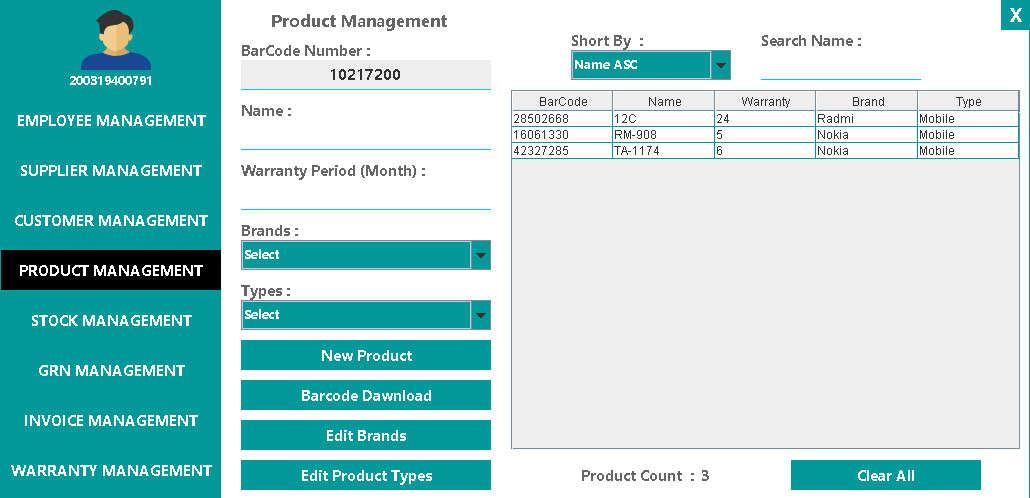 200319400791
EMPLOYEE MANAGEMENT
SUPPLIER MANAGEMENT
CUSTOMER MANAGEMENT
PRODUCT MANAGEMENT
STOCK MANAGEMENT
GRN MANAGEMENT
INVOICE MANAGEMENT
WARRANTY MANAGEMENT
Product Management
BarCode Number :
10217200
Name :
Warranty Period (Month) :
Brands :
Select
Types :
Select
New Product
Barcode Dawnload
Edit Brands
Edit Product Types
X
Short By :
Name ASC
Search Name :
BarCode Name Warranty Brand Type
28502668 12C 24 Radmi Mobile
16061330 RM-908 5 Nokia Mobile
42327285 TA-1174 6 Nokia Mobile
Product Count : 3
Clear All